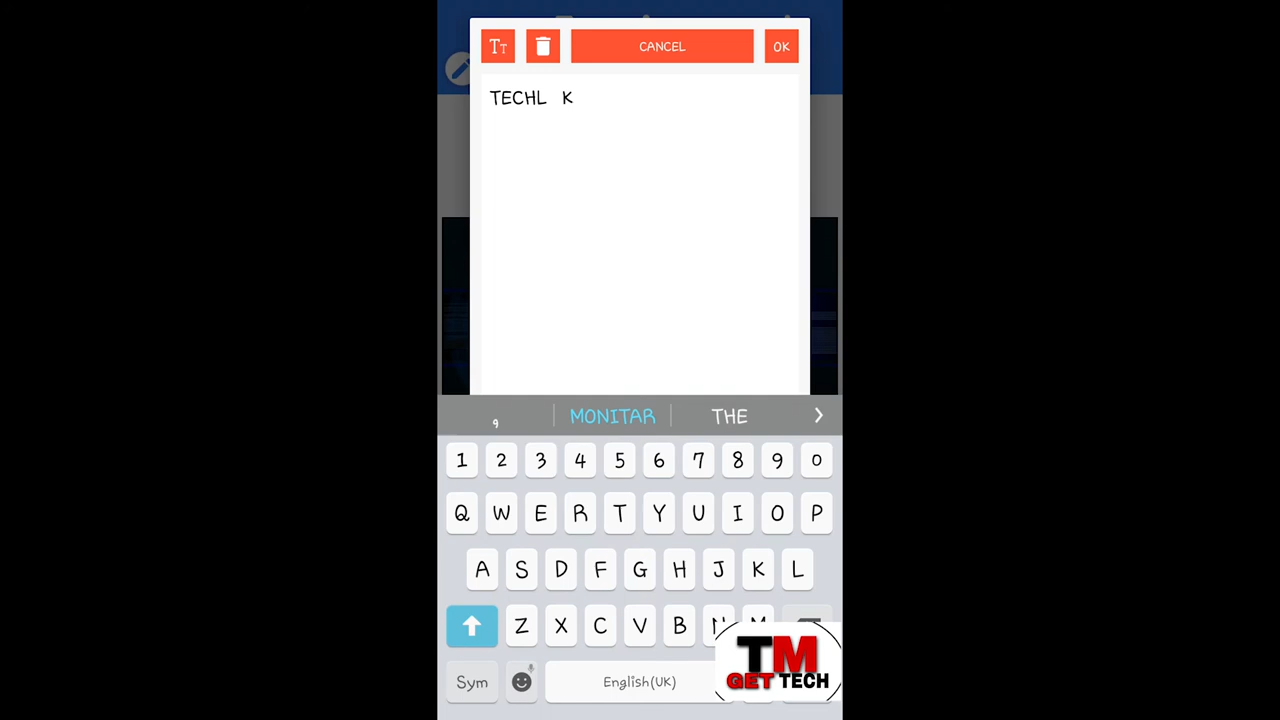 TT CANCEL OK
TECHL K
, MONITAR THE >
1 2 3 4 5 6 7 8 9 0
Q W E R T Y U I O P
A S D F G H J K L
Z X C V B N M
Sym English(UK)
TM
GET TECH